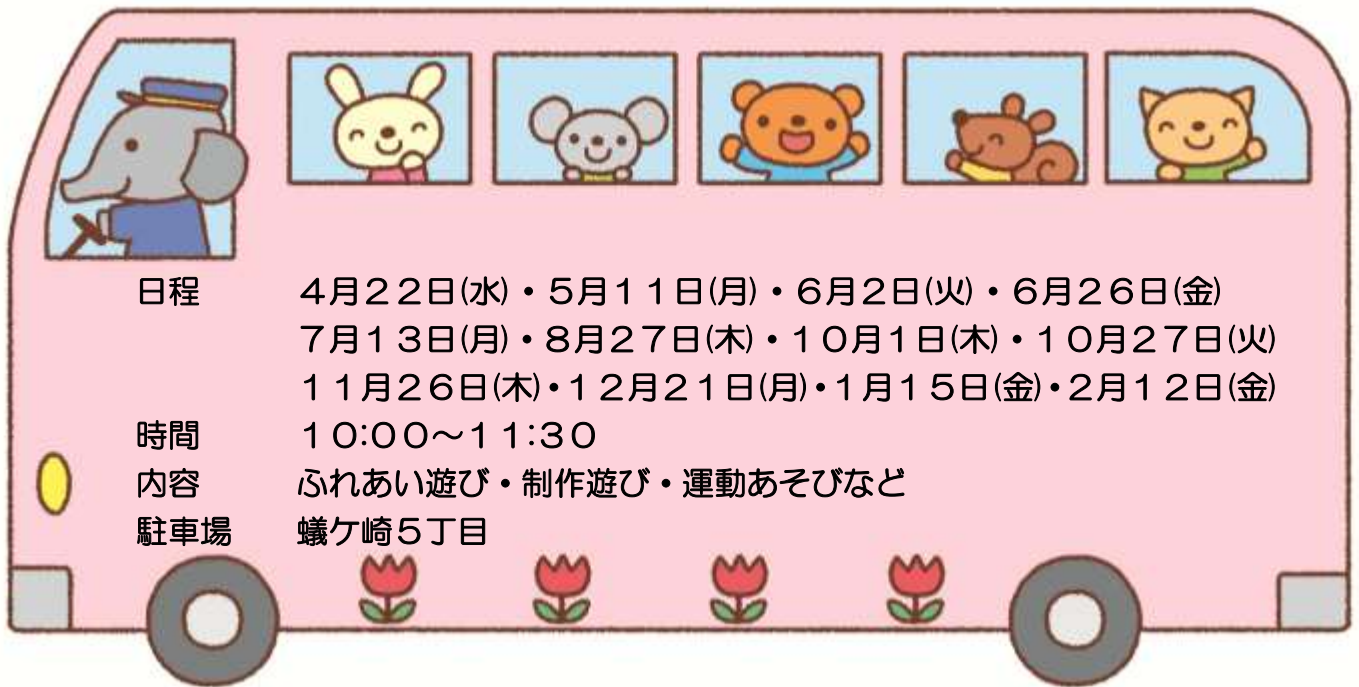 日程　４月２２日(水)・５月１１日(月)・６月２日(火)・６月２６日(金)
７月１３日(月)・８月２７日(木)・１０月１日(木)・１０月２７日(火)
１１月２６日(木)・１２月２１日(月)・１月１５日(金)・２月１２日(金)
時間　１０:００～１１:３０
内容　ふれあい遊び・制作遊び・運動あそびなど
駐車場　蟻ケ崎５丁目